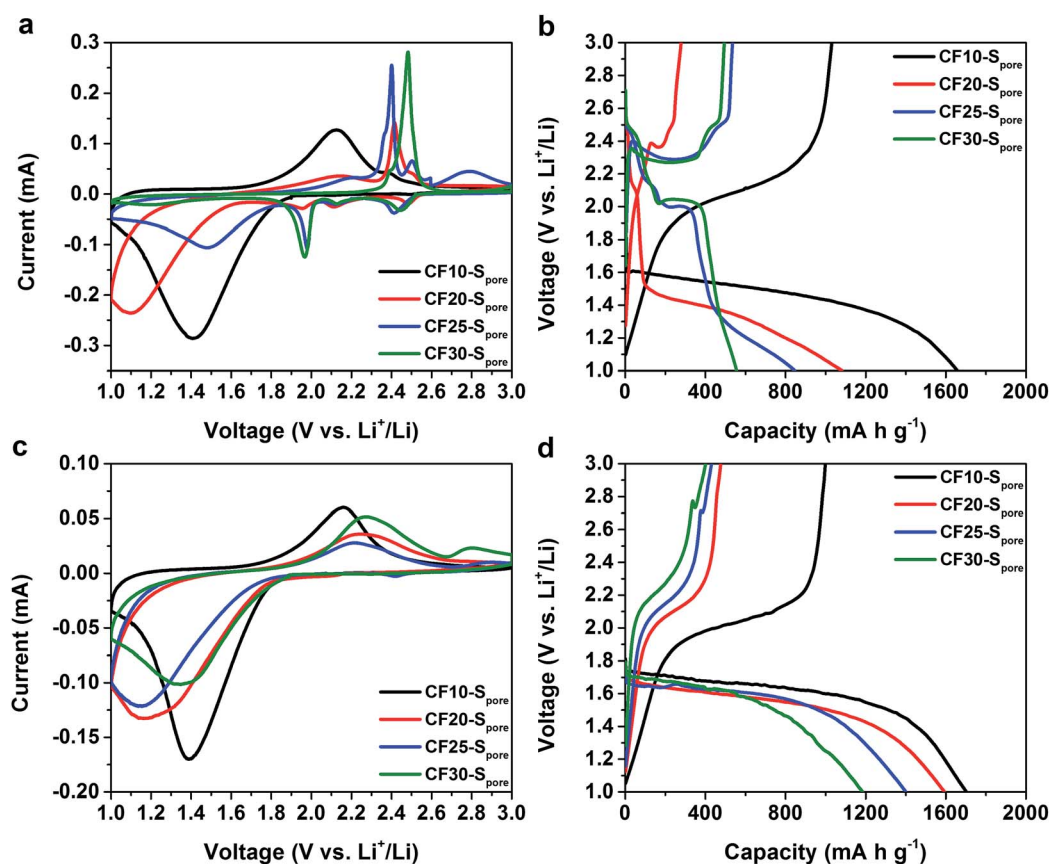 a
0.3
0.2
0.1
0.0
-0.1
-0.2
-0.3
Current (mA)
1.0 1.2 1.4 1.6 1.8 2.0 2.2 2.4 2.6 2.8 3.0
Voltage (V vs. Li⁺/Li)
CF10-Spore
CF20-Spore
CF25-Spore
CF30-Spore
b
3.0
2.8
2.6
2.4
2.2
2.0
1.8
1.6
1.4
1.2
1.0
Voltage (V vs. Li⁺/Li)
0 400 800 1200 1600 2000
Capacity (mA h g⁻¹)
CF10-Spore
CF20-Spore
CF25-Spore
CF30-Spore
c
0.10
0.05
0.00
-0.05
-0.10
-0.15
-0.20
Current (mA)
1.0 1.2 1.4 1.6 1.8 2.0 2.2 2.4 2.6 2.8 3.0
Voltage (V vs. Li⁺/Li)
CF10-Spore
CF20-Spore
CF25-Spore
CF30-Spore
d
3.0
2.8
2.6
2.4
2.2
2.0
1.8
1.6
1.4
1.2
1.0
Voltage (V vs. Li⁺/Li)
0 400 800 1200 1600 2000
Capacity (mA h g⁻¹)
CF10-Spore
CF20-Spore
CF25-Spore
CF30-Spore